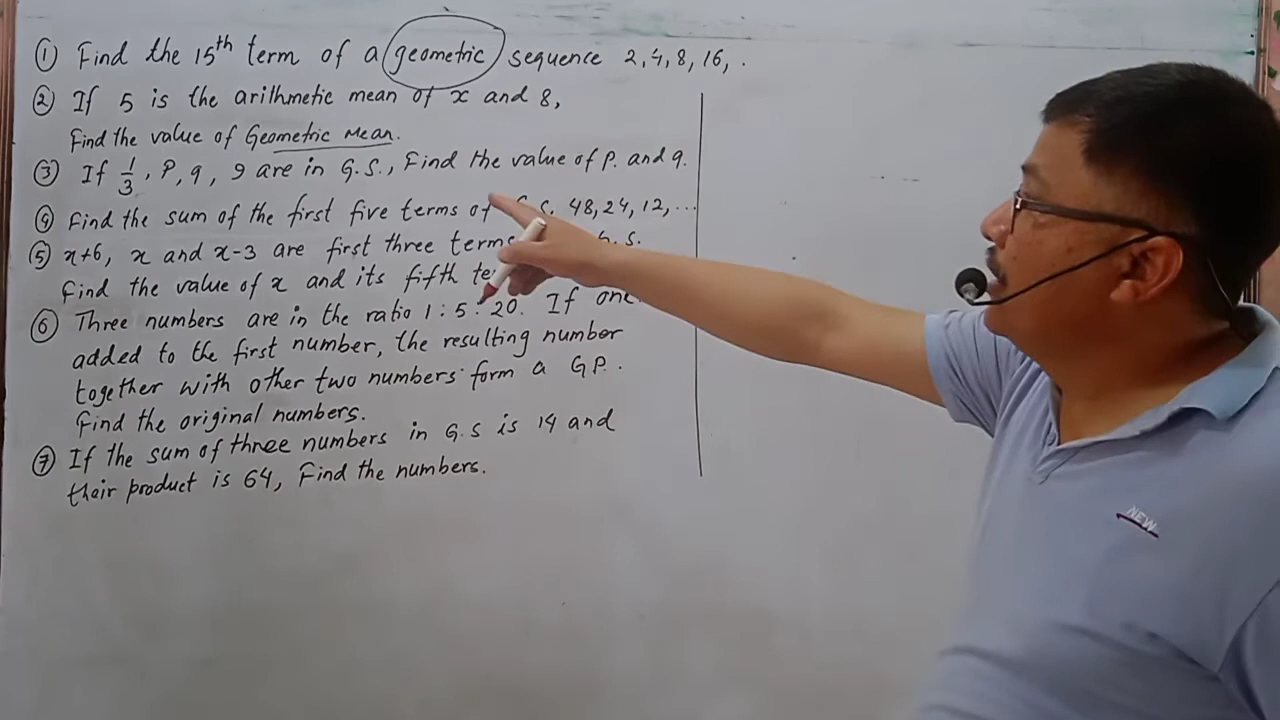 ① Find the 15th term of a geometric sequence 2, 4, 8, 16, .
② If 5 is the arithmetic mean of x and 8,
Find the value of Geometric Mean.
③ If 1/3, P, q, 9 are in G.S., Find the value of P. and q.
④ Find the sum of the first five terms of G.S. 48, 24, 12, ...
⑤ x+6, x and x-3 are first three terms G.S.
Find the value of x and its fifth te
⑥ Three numbers are in the ratio 1 : 5 : 20. If one
added to the first number, the resulting number
together with other two numbers form a G.P.
Find the original numbers.
⑦ If the sum of three numbers in G.S is 14 and
their product is 64, Find the numbers.
NEW